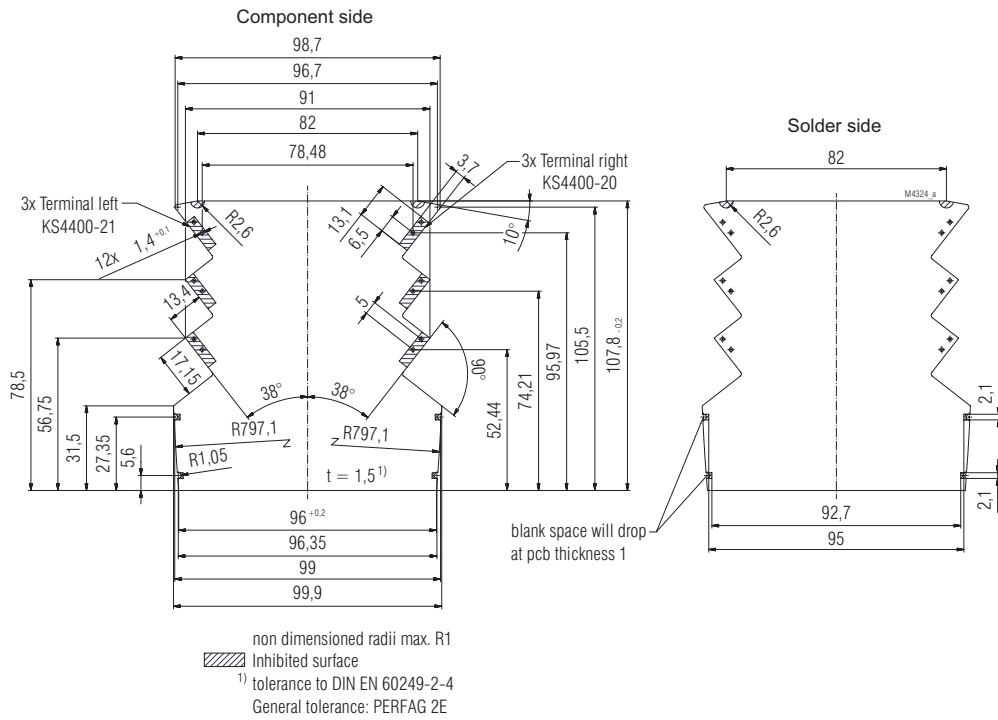 Component side
98,7
96,7
91
82
78,48
3,7
3x Terminal right
KS4400-20
3x Terminal left
KS4400-21
R2,6
13,1
6,5
10°
12x 1,4 +0,1
13,4
5
17,15
90°
38°
38°
R797,1
R797,1
R1,05
t = 1,5 1)
78,5
56,75
31,5
27,35
5,6
52,44
74,21
95,97
105,5
107,8 -0,2
96 +0,2
96,35
99
99,9
Solder side
82
M4324_a
R2,6
2,1
2,1
blank space will drop
at pcb thickness 1
92,7
95
non dimensioned radii max. R1
Inhibited surface
1) tolerance to DIN EN 60249-2-4
General tolerance: PERFAG 2E